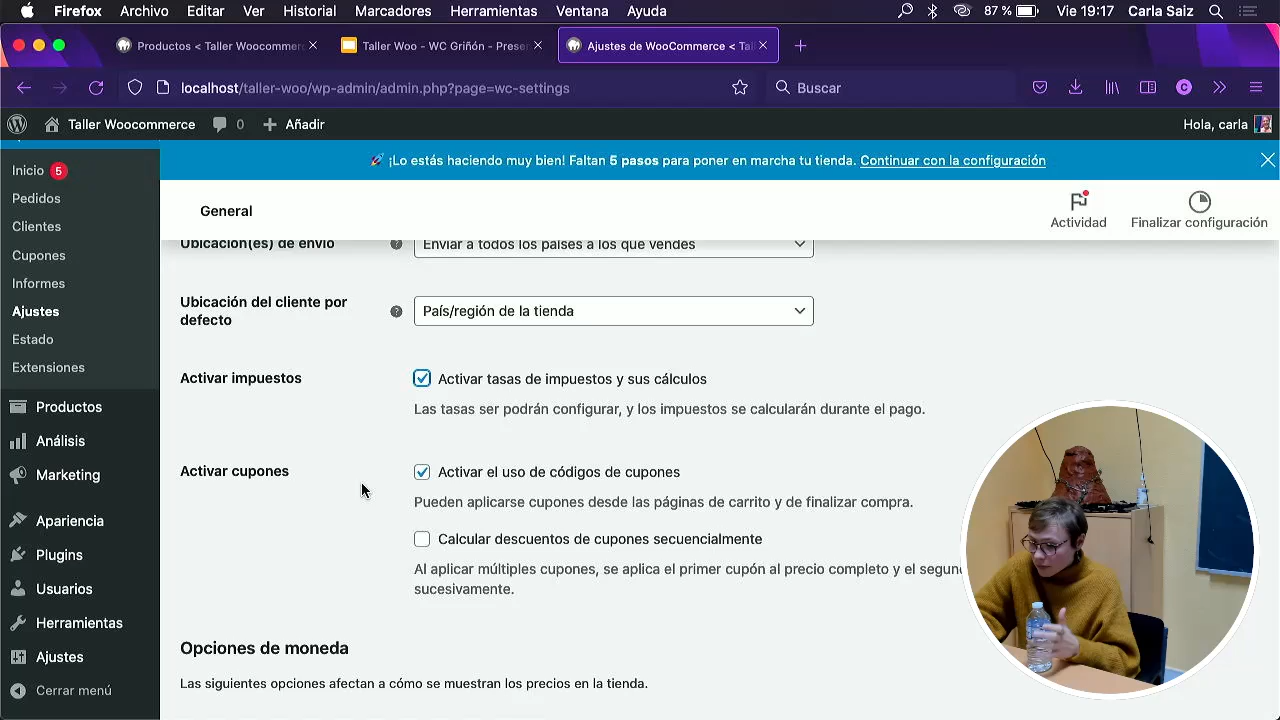 Firefox Archivo Editar Ver Historial Marcadores Herramientas Ventana Ayuda 87 % Vie 19:17 Carla Saiz
Productos < Taller Woocommer
Taller Woo - WC Griñón - Prese
Ajustes de WooCommerce < Tal
localhost/taller-woo/wp-admin/admin.php?page=wc-settings
Buscar
C
Taller Woocommerce 0 Añadir
Hola, carla
¡Lo estás haciendo muy bien! Faltan 5 pasos para poner en marcha tu tienda. Continuar con la configuración
Inicio 5
Pedidos
Clientes
Cupones
Informes
Ajustes
Estado
Extensiones
Productos
Análisis
Marketing
Apariencia
Plugins
Usuarios
Herramientas
Ajustes
Cerrar menú
General
Actividad
Finalizar configuración
Ubicación(es) de envío
Enviar a todos los países a los que vendes
Ubicación del cliente por
defecto
País/región de la tienda
Activar impuestos
Activar tasas de impuestos y sus cálculos
Las tasas ser podrán configurar, y los impuestos se calcularán durante el pago.
Activar cupones
Activar el uso de códigos de cupones
Pueden aplicarse cupones desde las páginas de carrito y de finalizar compra.
Calcular descuentos de cupones secuencialmente
Al aplicar múltiples cupones, se aplica el primer cupón al precio completo y el segun
sucesivamente.
Opciones de moneda
Las siguientes opciones afectan a cómo se muestran los precios en la tienda.